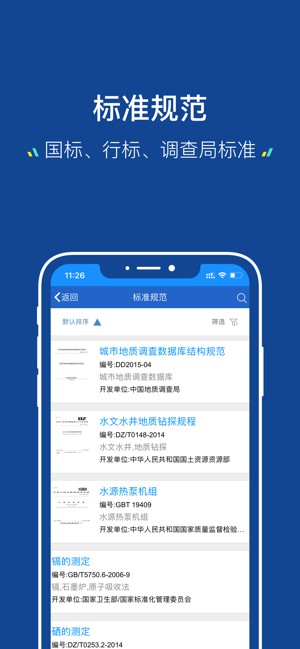 标准规范
国标、行标、调查局标准
11:26
返回
标准规范
默认排序
筛选
城市地质调查数据库结构规范
编号:DD2015-04
城市地质调查数据库
开发单位:中国地质调查局
DZ
水文水井地质钻探规程
编号:DZ/T0148-2014
水文水井,地质钻探
开发单位:中华人民共和国国土资源资源部
水源热泵机组
编号:GBT 19409
水源热泵机组
开发单位:中华人民共和国国家质量监督检验…
镉的测定
编号:GB/T5750.6-2006-9
镉,石墨炉,原子吸收法
开发单位:国家卫生部/国家标准化管理委员会
硒的测定
编号:DZ/T0253.2-2014